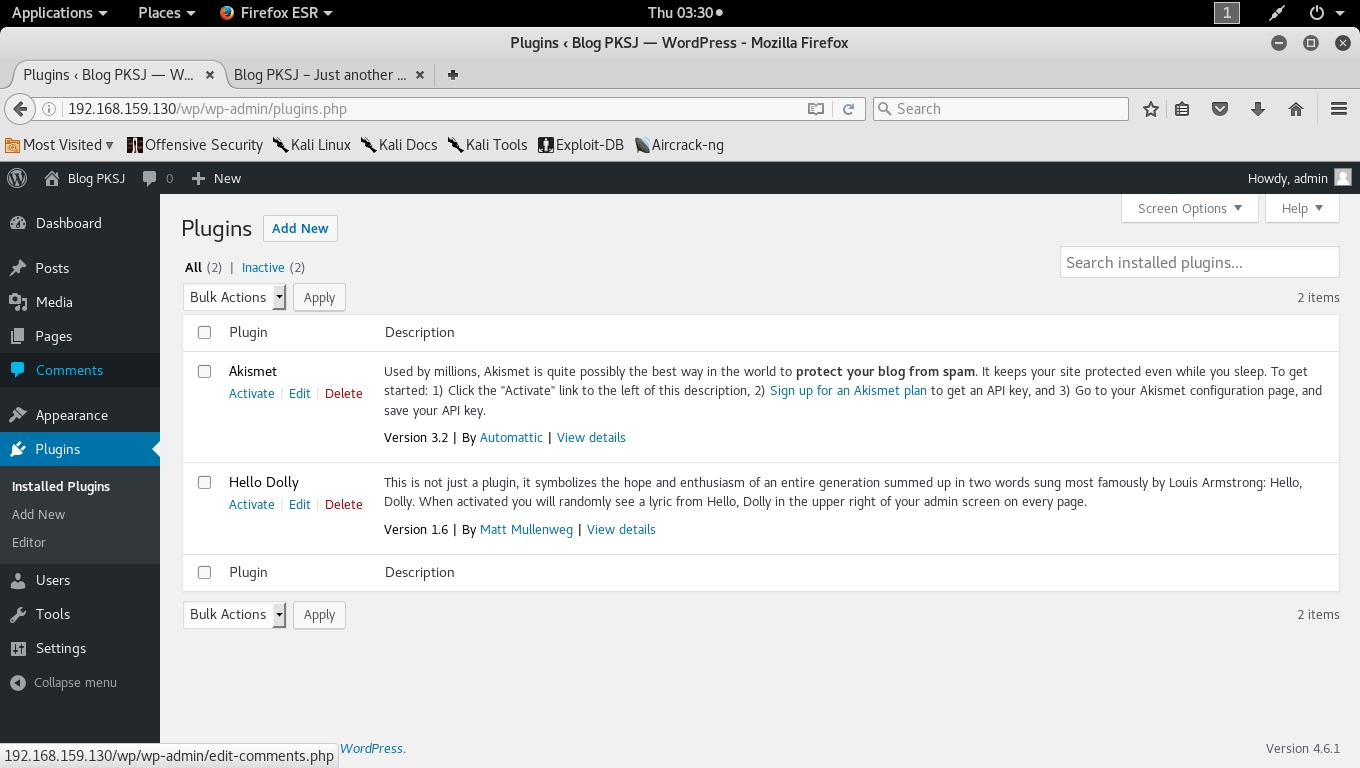 Applications Places Firefox ESR Thu 03:30 1
Plugins ‹ Blog PKSJ — WordPress - Mozilla Firefox
Plugins ‹ Blog PKSJ — W... Blog PKSJ – Just another ...
192.168.159.130/wp/wp-admin/plugins.php Search
Most Visited Offensive Security Kali Linux Kali Docs Kali Tools Exploit-DB Aircrack-ng
Blog PKSJ 0 New Howdy, admin
Screen Options Help
Dashboard
Posts
Media
Pages
Comments
Appearance
Plugins
Installed Plugins
Add New
Editor
Users
Tools
Settings
Collapse menu
Plugins Add New
All (2) | Inactive (2)
Search installed plugins...
Bulk Actions Apply 2 items
Plugin Description
Akismet
Activate | Edit | Delete
Used by millions, Akismet is quite possibly the best way in the world to protect your blog from spam. It keeps your site protected even while you sleep. To get
started: 1) Click the "Activate" link to the left of this description, 2) Sign up for an Akismet plan to get an API key, and 3) Go to your Akismet configuration page, and
save your API key.
Version 3.2 | By Automattic | View details
Hello Dolly
Activate | Edit | Delete
This is not just a plugin, it symbolizes the hope and enthusiasm of an entire generation summed up in two words sung most famously by Louis Armstrong: Hello,
Dolly. When activated you will randomly see a lyric from Hello, Dolly in the upper right of your admin screen on every page.
Version 1.6 | By Matt Mullenweg | View details
Plugin Description
Bulk Actions Apply 2 items
WordPress. Version 4.6.1
192.168.159.130/wp/wp-admin/edit-comments.php